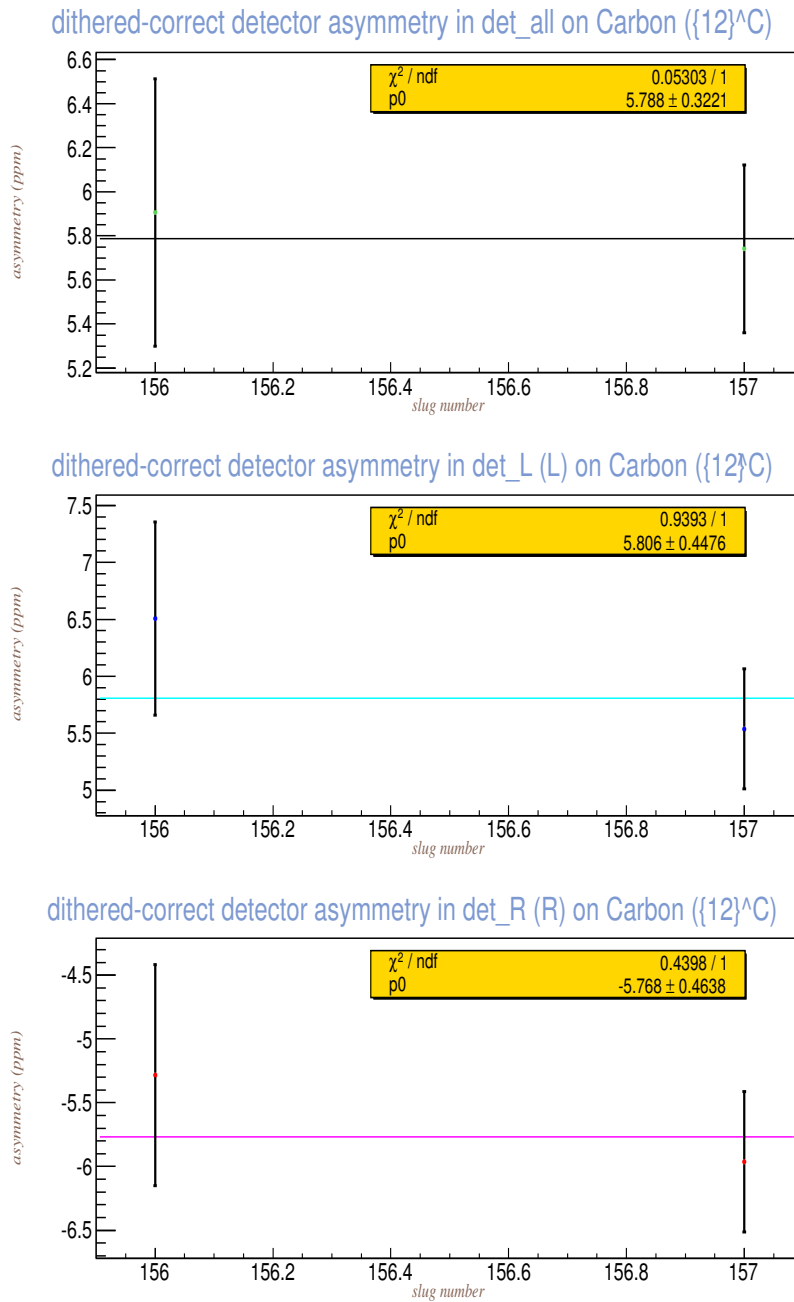 dithered-correct detector asymmetry in det_all on Carbon ({12}^C)
χ² / ndf 0.05303 / 1
p0 5.788 ± 0.3221
asymmetry (ppm)
6.6
6.4
6.2
6
5.8
5.6
5.4
5.2
156 156.2 156.4 156.6 156.8 157
slug number
dithered-correct detector asymmetry in det_L (L) on Carbon ({12}^C)
χ² / ndf 0.9393 / 1
p0 5.806 ± 0.4476
asymmetry (ppm)
7.5
7
6.5
6
5.5
5
156 156.2 156.4 156.6 156.8 157
slug number
dithered-correct detector asymmetry in det_R (R) on Carbon ({12}^C)
χ² / ndf 0.4398 / 1
p0 -5.768 ± 0.4638
asymmetry (ppm)
-4.5
-5
-5.5
-6
-6.5
156 156.2 156.4 156.6 156.8 157
slug number